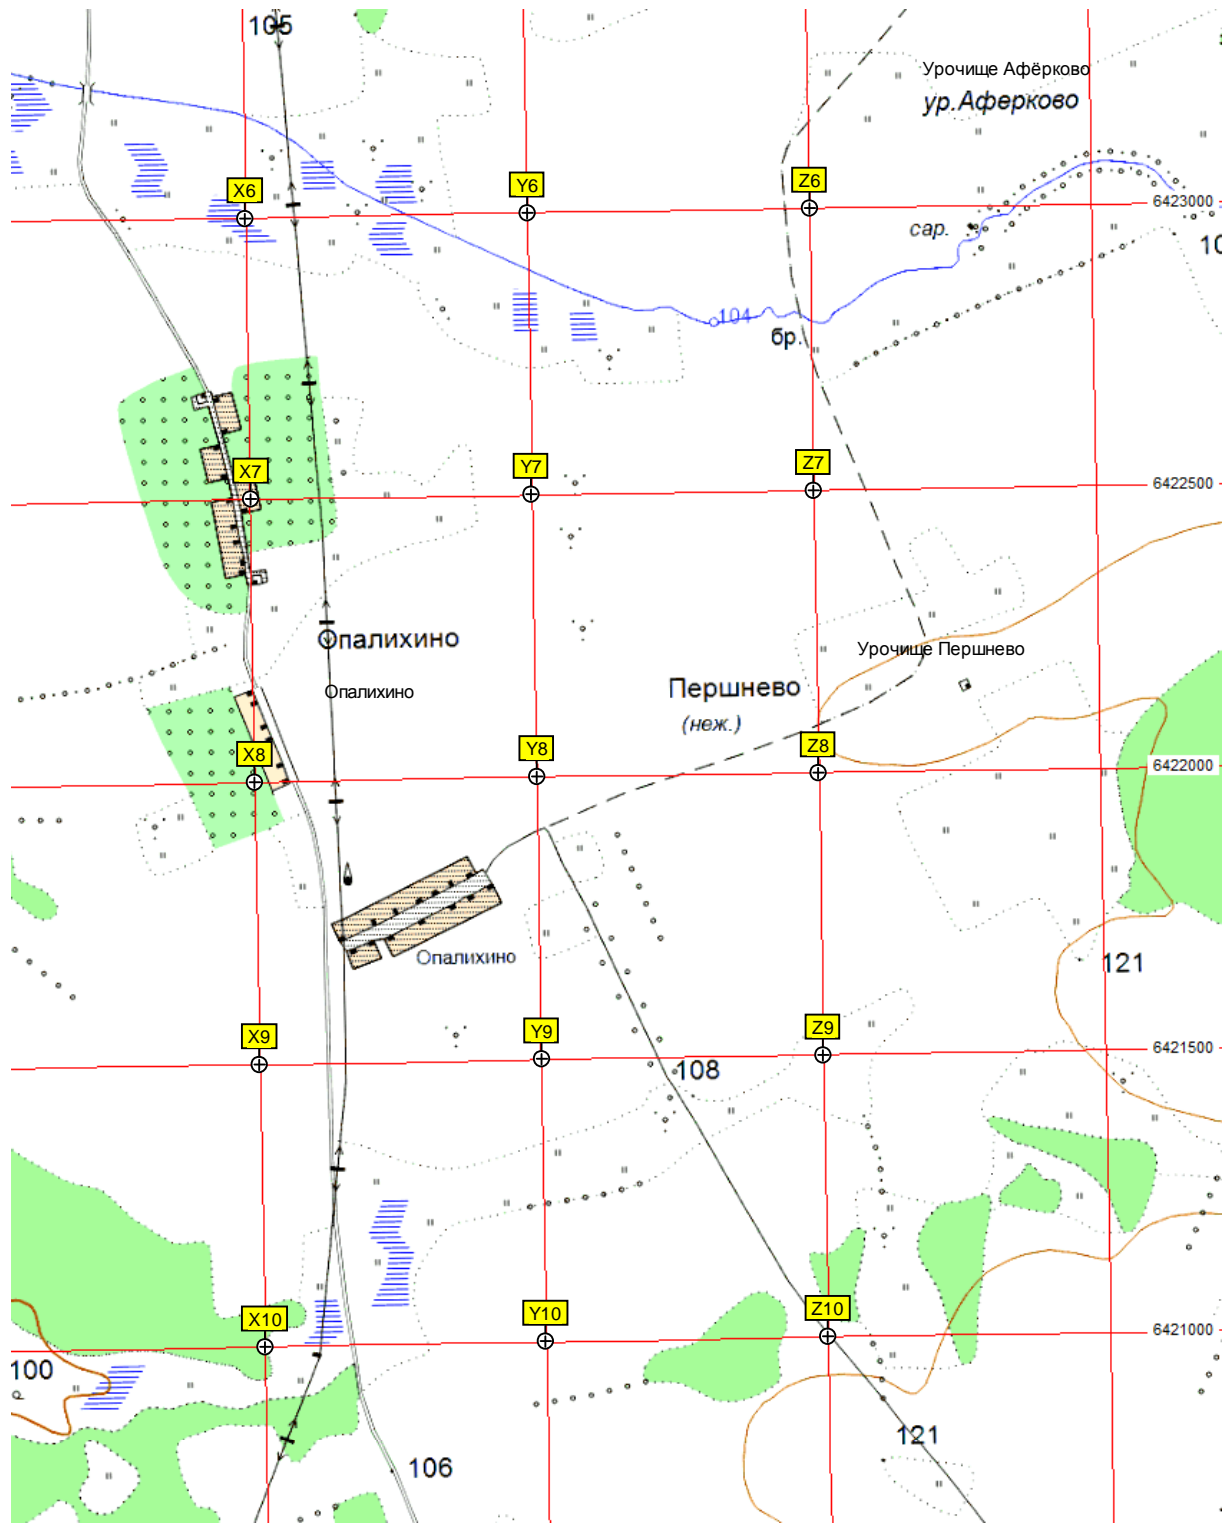 105
Урочище Афёрково
ур.Аферково
X6
Y6
Z6
6423000
сар.
10
104
бр.
X7
Y7
Z7
6422500
Опалихино
Урочище Першнево
Опалихино
Першнево
(неж.)
X8
Y8
Z8
6422000
Опалихино
121
X9
Y9
Z9
6421500
108
X10
Y10
Z10
6421000
100
121
106